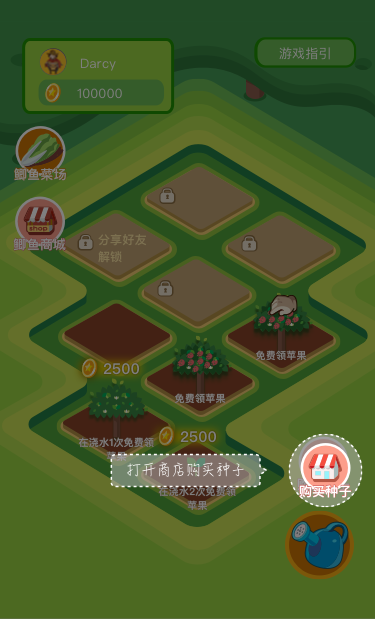 Darcy
游戏指引
100000
鲫鱼菜场
shop
鲫鱼商城
分享好友
解锁
免费领苹果
2500
免费领苹果
2500
在浇水1次免费领
苹果
打开商店购买种子
购买种子
在浇水2次免费领
苹果